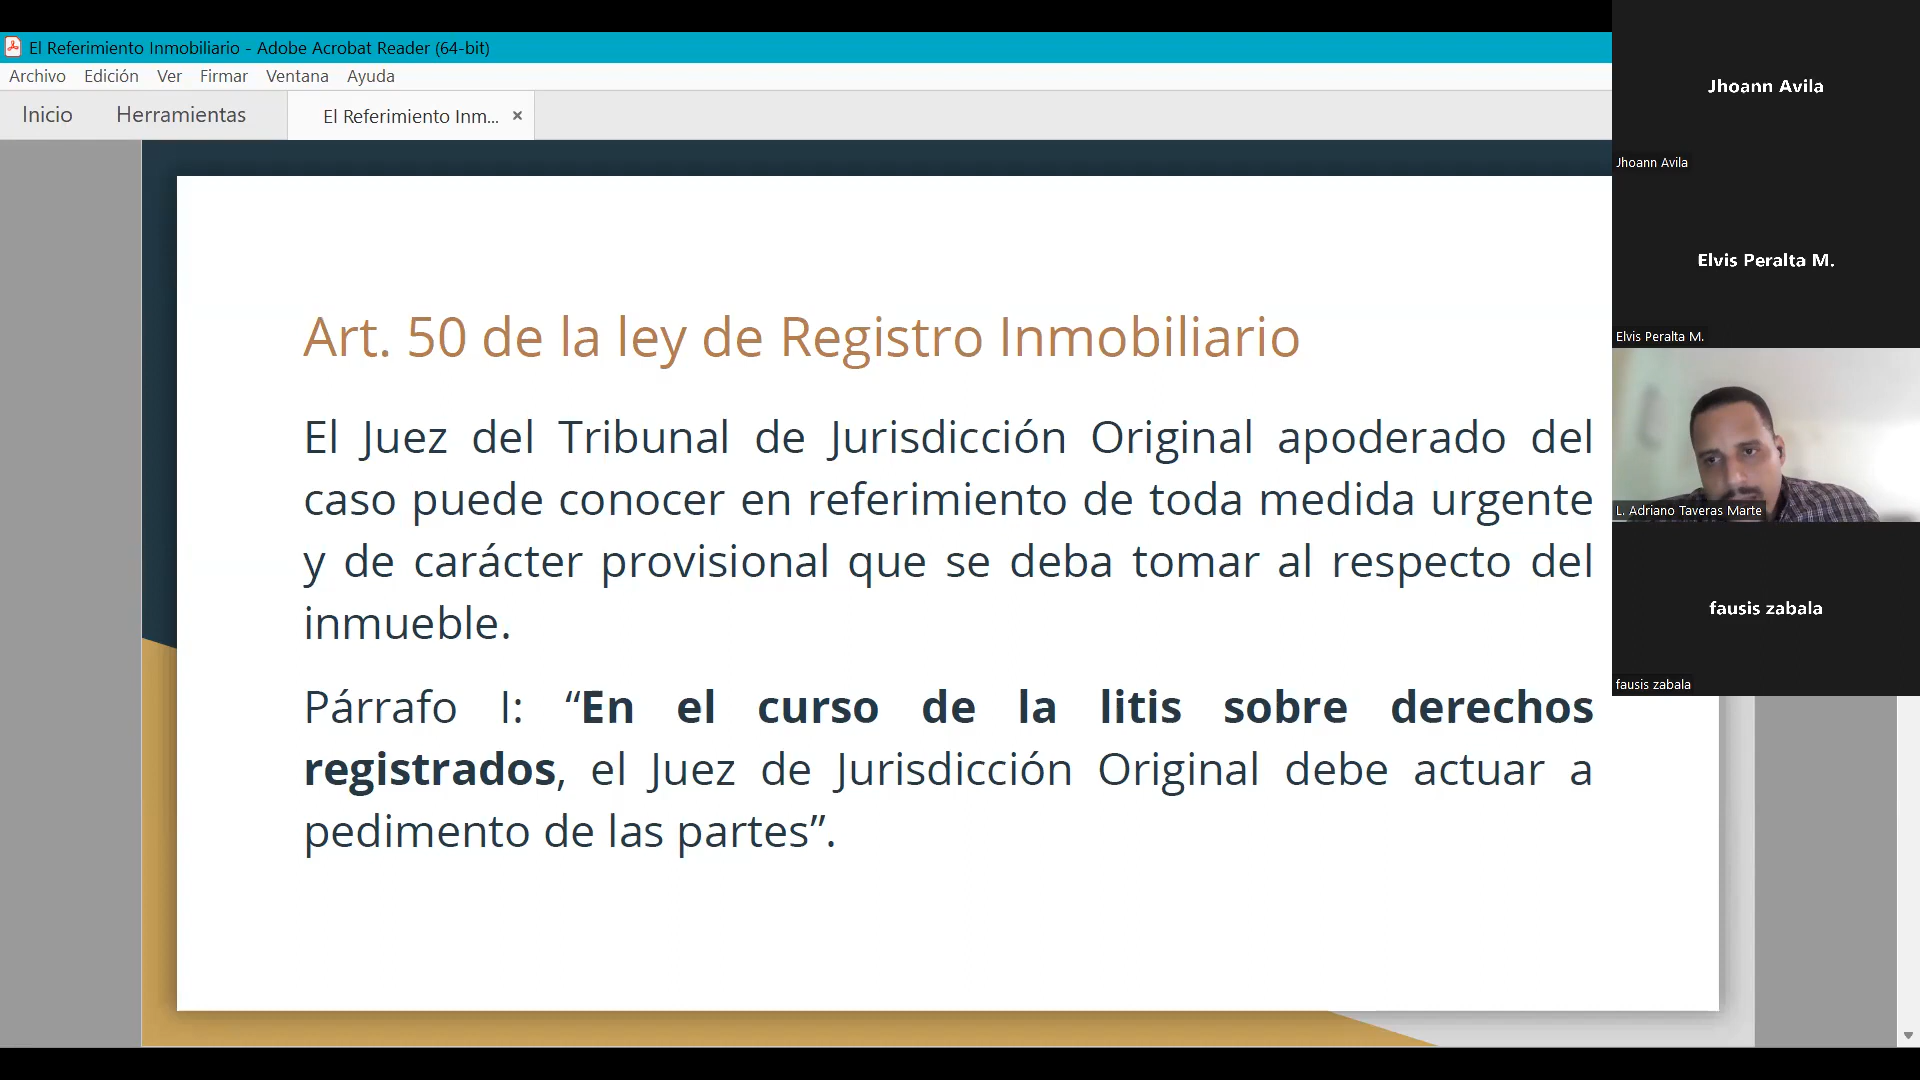 El Referimiento Inmobiliario - Adobe Acrobat Reader (64-bit)
Archivo Edición Ver Firmar Ventana Ayuda
Inicio Herramientas El Referimiento Inm... ×
Art. 50 de la ley de Registro Inmobiliario
El Juez del Tribunal de Jurisdicción Original apoderado del
caso puede conocer en referimiento de toda medida urgente
y de carácter provisional que se deba tomar al respecto del
inmueble.
Párrafo I: “En el curso de la litis sobre derechos
registrados, el Juez de Jurisdicción Original debe actuar a
pedimento de las partes”.
Jhoann Avila
Jhoann Avila
Elvis Peralta M.
Elvis Peralta M.
L. Adriano Taveras Marte
fausis zabala
fausis zabala